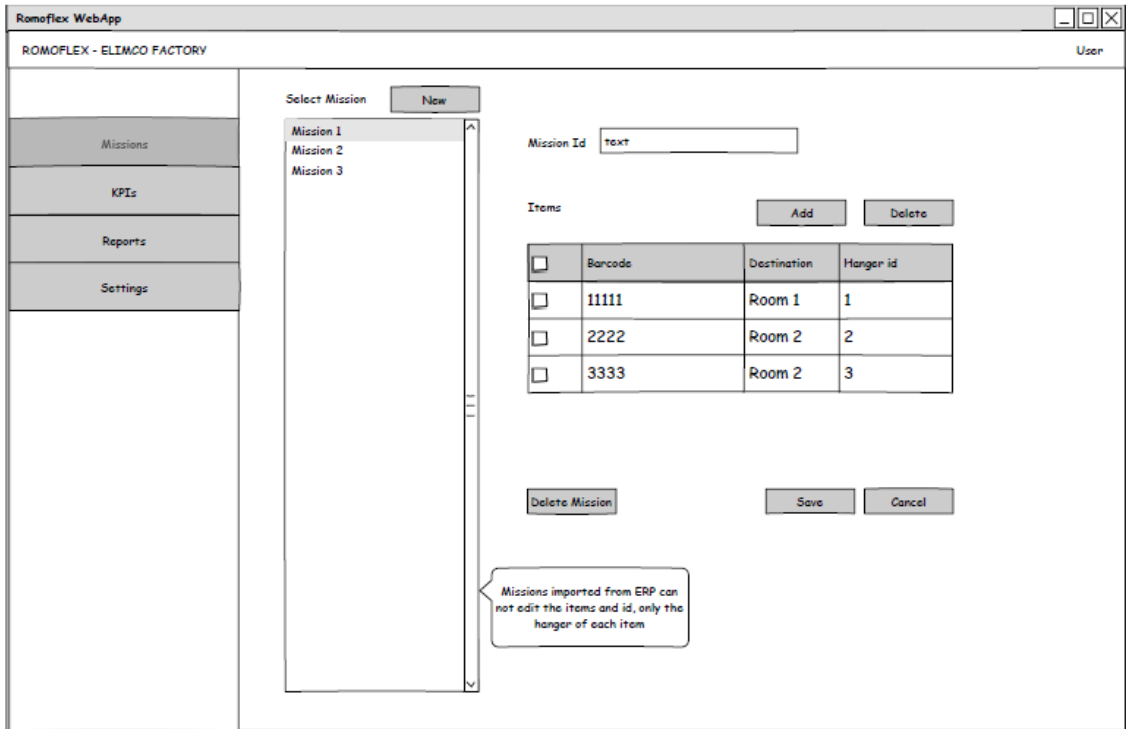 Romoflex WebApp
ROMOFLEX - ELIMCO FACTORY
User
Missions
KPIs
Reports
Settings
Select Mission
New
Mission 1
Mission 2
Mission 3
Mission Id
text
Items
Add
Delete
Barcode Destination Hanger id
11111 Room 1 1
2222 Room 2 2
3333 Room 2 3
Delete Mission
Save
Cancel
Missions imported from ERP can
not edit the items and id, only the
hanger of each item